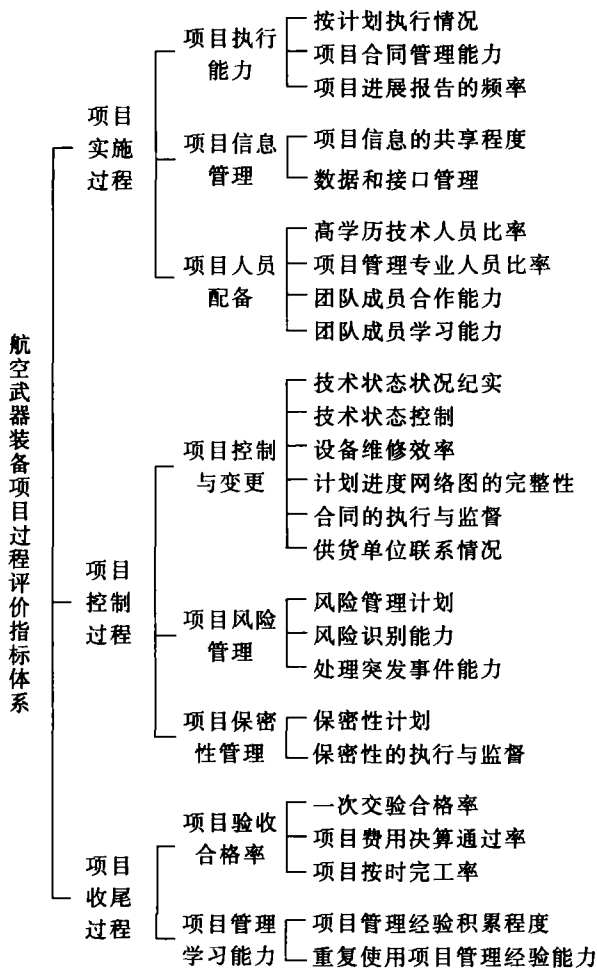 航空武器装备项目过程评价指标体系
项目
实施
过程
项目执行
能力
按计划执行情况
项目合同管理能力
项目进展报告的频率
项目信息
管理
项目信息的共享程度
数据和接口管理
项目人员
配备
高学历技术人员比率
项目管理专业人员比率
团队成员合作能力
团队成员学习能力
项目
控制
过程
项目控制
与变更
技术状态状况纪实
技术状态控制
设备维修效率
计划进度网络图的完整性
合同的执行与监督
供货单位联系情况
项目风险
管理
风险管理计划
风险识别能力
处理突发事件能力
项目保密
性管理
保密性计划
保密性的执行与监督
项目
收尾
过程
项目验收
合格率
一次交验合格率
项目费用决算通过率
项目按时完工率
项目管理
学习能力
项目管理经验积累程度
重复使用项目管理经验能力